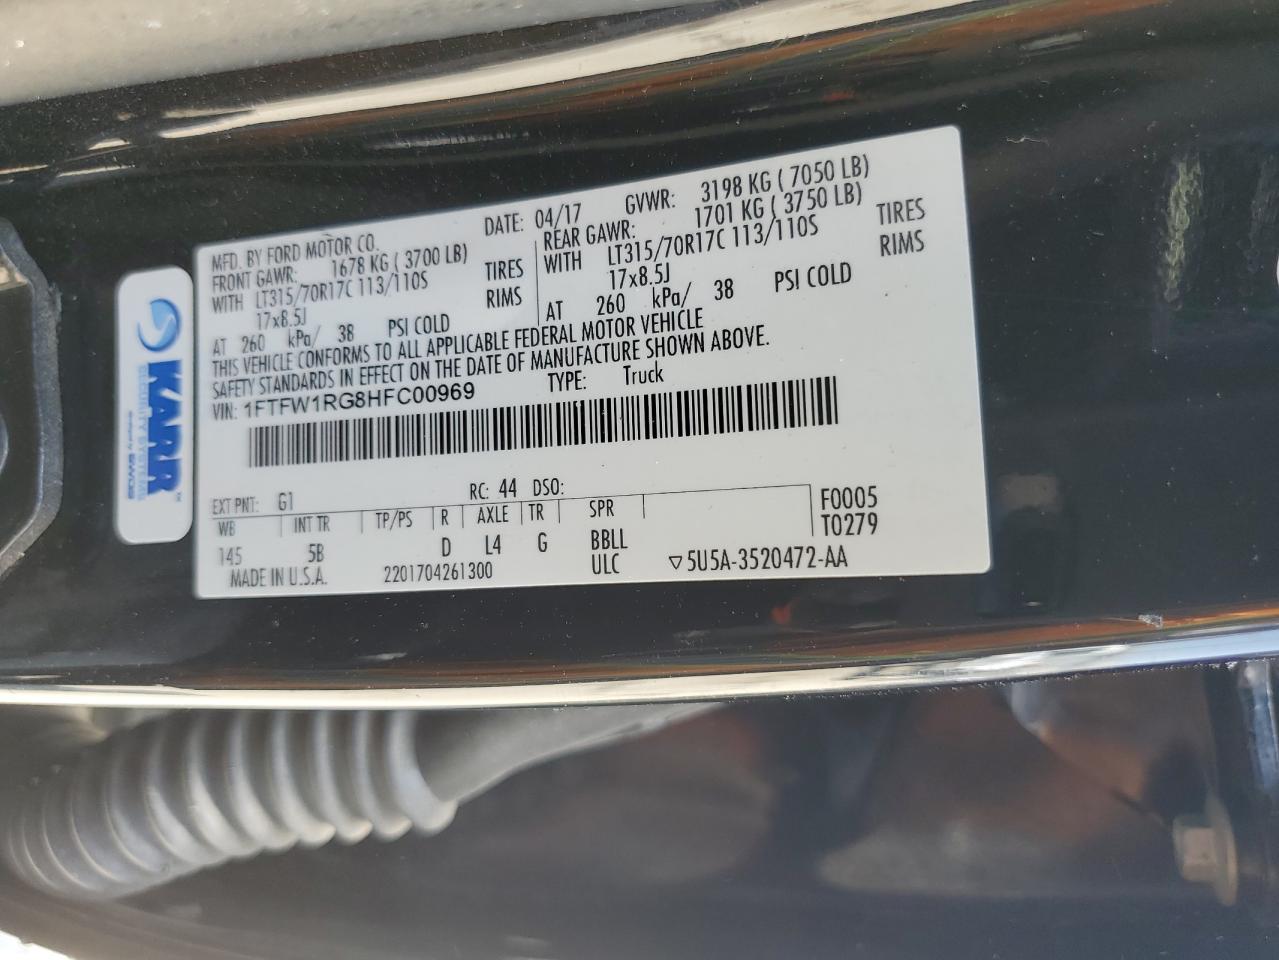 MFD. BY FORD MOTOR CO.
DATE: 04/17
GVWR: 3198 KG ( 7050 LB)
FRONT GAWR: 1678 KG ( 3700 LB)
WITH LT315/70R17C 113/110S TIRES
17x8.5J RIMS
AT 260 kPa/ 38 PSI COLD
REAR GAWR: 1701 KG ( 3750 LB)
WITH LT315/70R17C 113/110S TIRES
17x8.5J RIMS
AT 260 kPa/ 38 PSI COLD
THIS VEHICLE CONFORMS TO ALL APPLICABLE FEDERAL MOTOR VEHICLE
SAFETY STANDARDS IN EFFECT ON THE DATE OF MANUFACTURE SHOWN ABOVE.
VIN: 1FTFW1RG8HFC00969
TYPE: Truck
EXT PNT: G1 RC: 44 DSO:
WB INT TR TP/PS R AXLE TR SPR F0005
T0279
145 5B D L4 G BBLL
ULC
MADE IN U.S.A. 2201704261300 ▽5U5A-3520472-AA
KARR™
SECURITY SYSTEMS